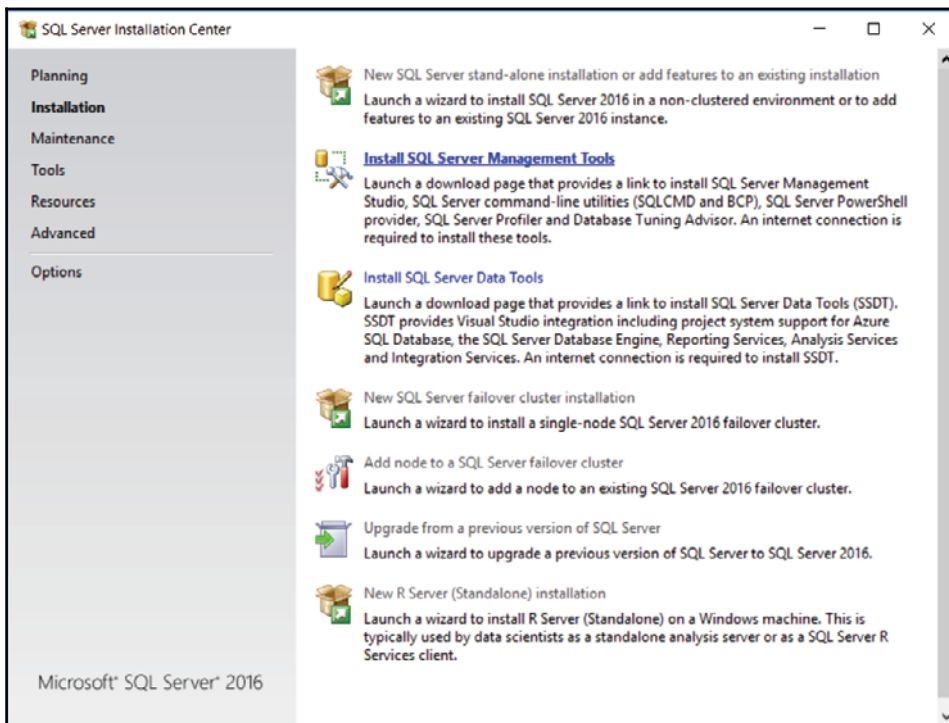 SQL Server Installation Center
Planning
Installation
Maintenance
Tools
Resources
Advanced
Options
New SQL Server stand-alone installation or add features to an existing installation
Launch a wizard to install SQL Server 2016 in a non-clustered environment or to add
features to an existing SQL Server 2016 instance.
Install SQL Server Management Tools
Launch a download page that provides a link to install SQL Server Management
Studio, SQL Server command-line utilities (SQLCMD and BCP), SQL Server PowerShell
provider, SQL Server Profiler and Database Tuning Advisor. An internet connection is
required to install these tools.
Install SQL Server Data Tools
Launch a download page that provides a link to install SQL Server Data Tools (SSDT).
SSDT provides Visual Studio integration including project system support for Azure
SQL Database, the SQL Server Database Engine, Reporting Services, Analysis Services
and Integration Services. An internet connection is required to install SSDT.
New SQL Server failover cluster installation
Launch a wizard to install a single-node SQL Server 2016 failover cluster.
Add node to a SQL Server failover cluster
Launch a wizard to add a node to an existing SQL Server 2016 failover cluster.
Upgrade from a previous version of SQL Server
Launch a wizard to upgrade a previous version of SQL Server to SQL Server 2016.
New R Server (Standalone) installation
Launch a wizard to install R Server (Standalone) on a Windows machine. This is
typically used by data scientists as a standalone analysis server or as a SQL Server R
Services client.
Microsoft® SQL Server® 2016